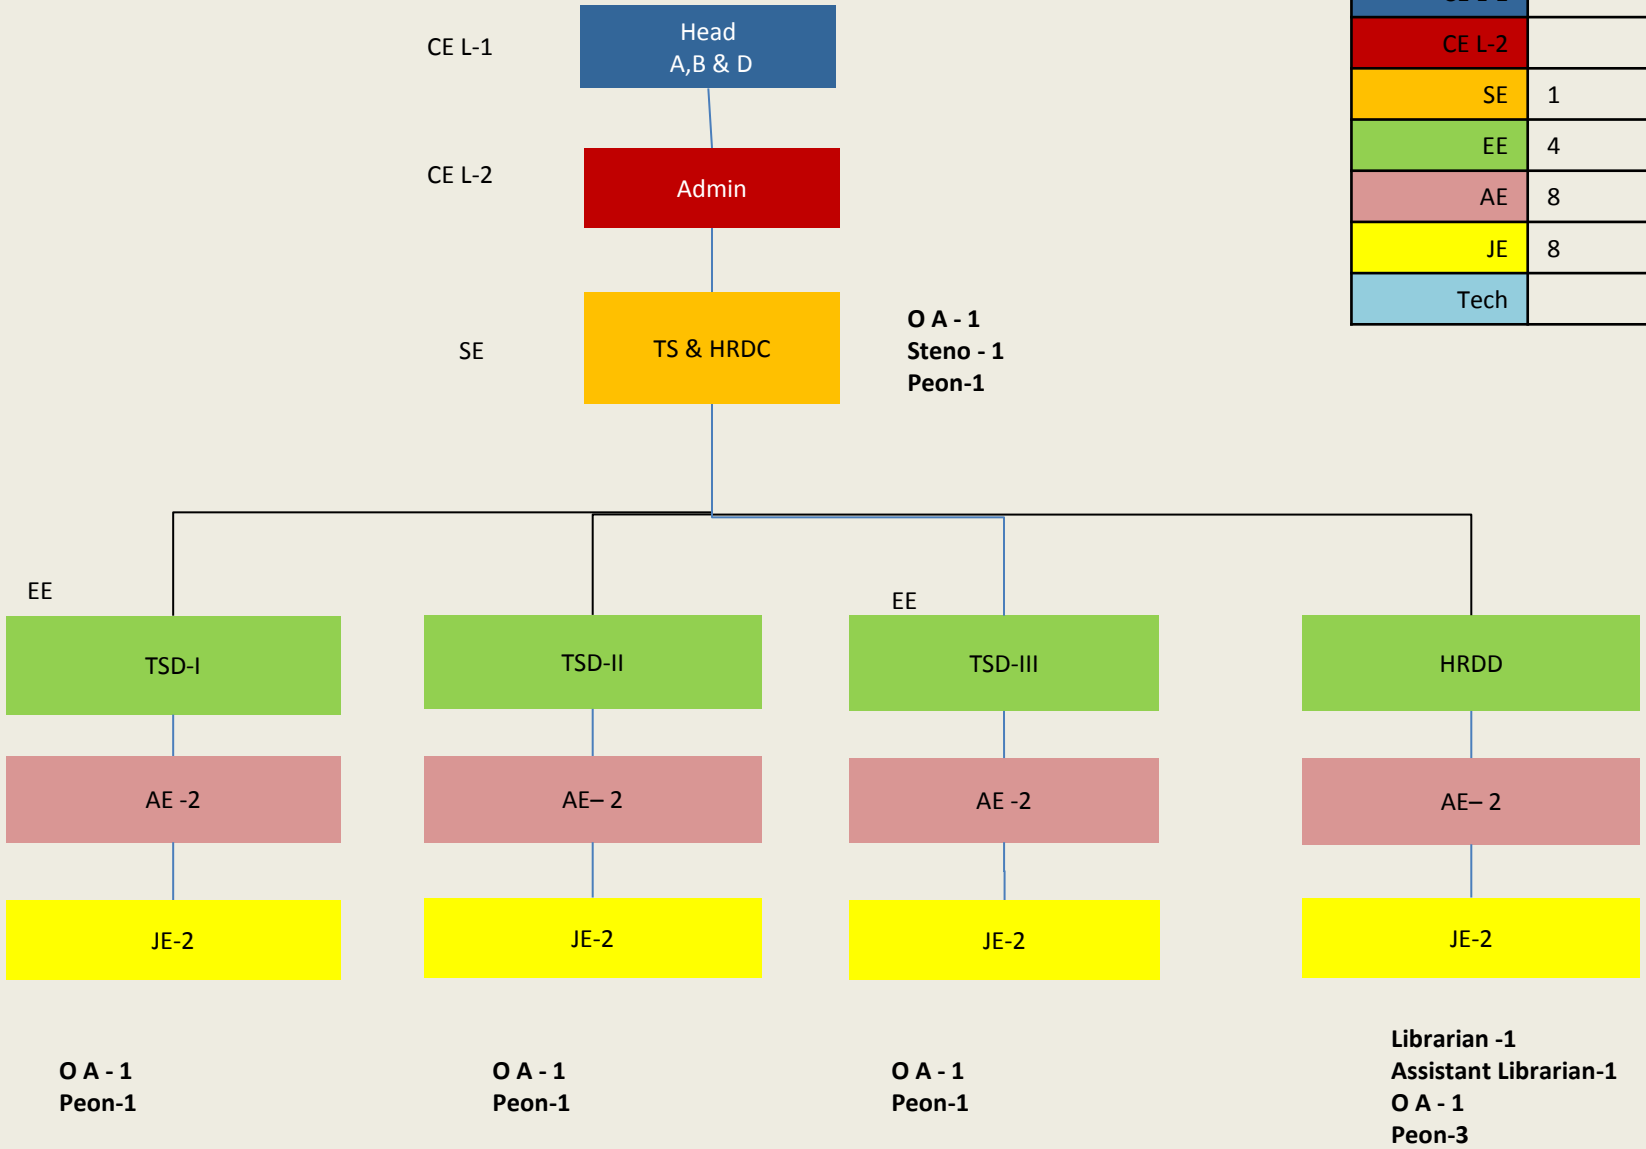 CE L-1
Head
A,B & D
CE L-2
CE L-2
Admin
SE 1
EE 4
AE 8
JE 8
Tech
SE
TS & HRDC
O A - 1
Steno - 1
Peon-1
EE
EE
TSD-I
TSD-II
TSD-III
HRDD
AE -2
AE– 2
AE -2
AE– 2
JE-2
JE-2
JE-2
JE-2
O A - 1
Peon-1
O A - 1
Peon-1
O A - 1
Peon-1
Librarian -1
Assistant Librarian-1
O A - 1
Peon-3